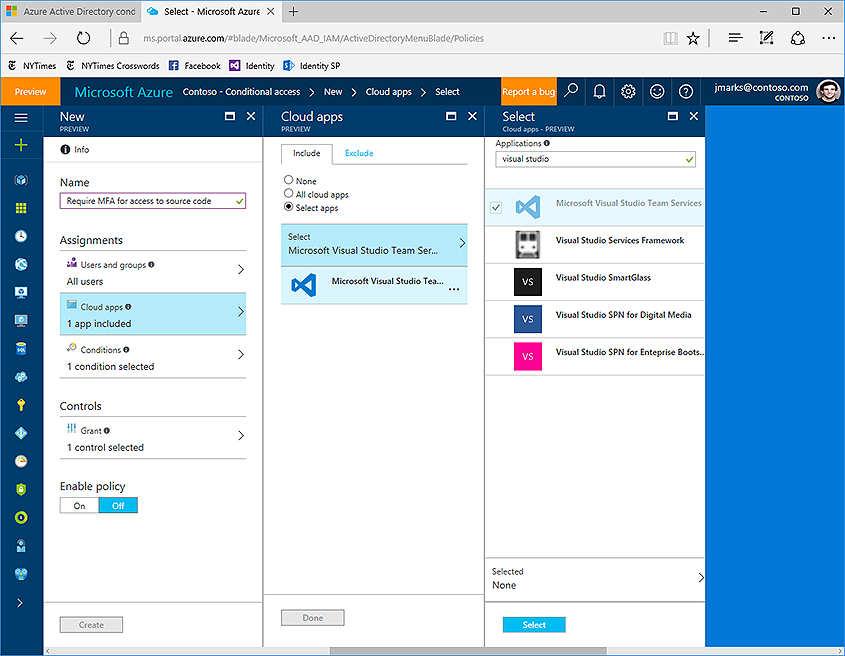 Azure Active Directory cond
Select - Microsoft Azure
ms.portal.azure.com/#blade/Microsoft_AAD_IAM/ActiveDirectoryMenuBlade/Policies
NYTimes
NYTimes Crosswords
Facebook
Identity
Identity SP
Preview
Microsoft Azure
Contoso - Conditional access
New
Cloud apps
Select
Report a bug
jmarks@contoso.com
CONTOSO
New
PREVIEW
Info
Name
Require MFA for access to source code
Assignments
Users and groups
All users
Cloud apps
1 app included
Conditions
1 condition selected
Controls
Grant
1 control selected
Enable policy
On
Off
Create
Cloud apps
PREVIEW
Include
Exclude
None
All cloud apps
Select apps
Select
Microsoft Visual Studio Team Ser...
Microsoft Visual Studio Tea...
Done
Select
Cloud apps - PREVIEW
Applications
visual studio
Microsoft Visual Studio Team Services
Visual Studio Services Framework
VS
Visual Studio SmartGlass
VS
Visual Studio SPN for Digital Media
VS
Visual Studio SPN for Enteprise Boots..
Selected
None
Select